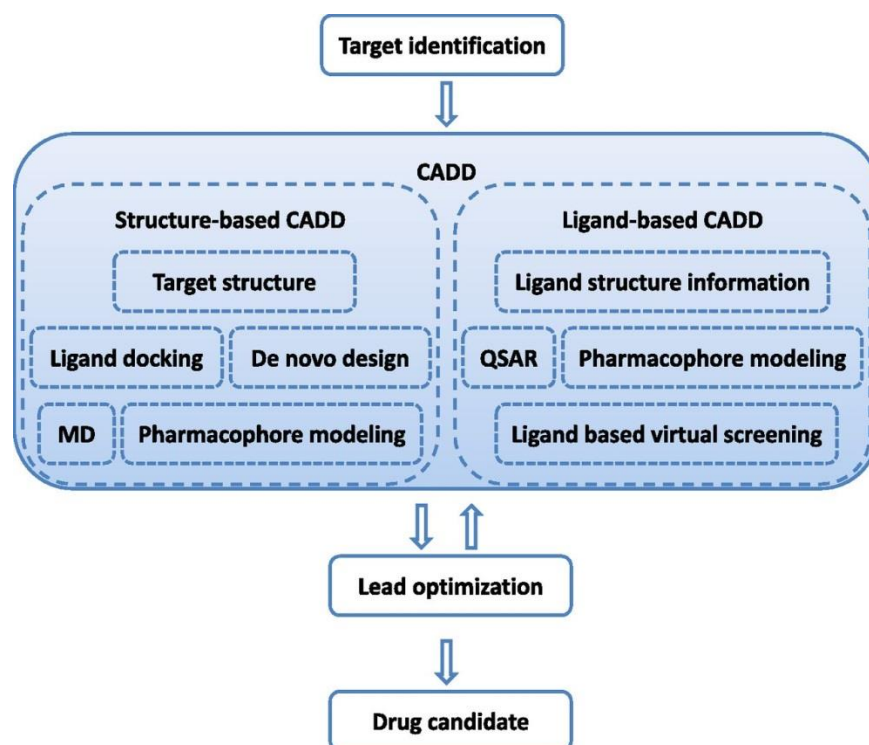 Target identification
CADD
Structure-based CADD
Target structure
Ligand docking
De novo design
MD
Pharmacophore modeling
Ligand-based CADD
Ligand structure information
QSAR
Pharmacophore modeling
Ligand based virtual screening
Lead optimization
Drug candidate